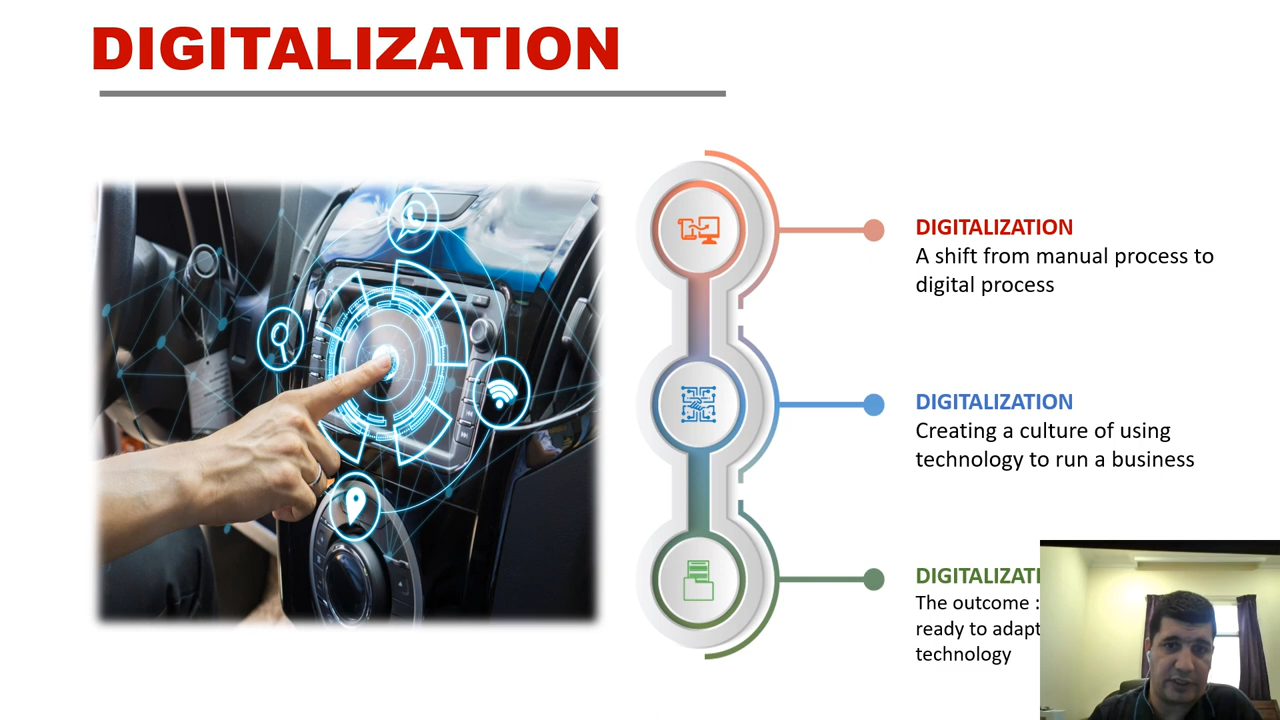 DIGITALIZATION
DIGITALIZATION
A shift from manual process to
digital process
DIGITALIZATION
Creating a culture of using
technology to run a business
The outcome :
ready to adapt
technology